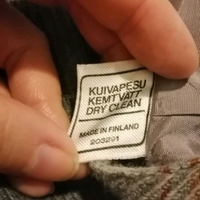 KUIVAPESU
KEMTVÄTT
DRY CLEAN
MADE IN FINLAND
203291